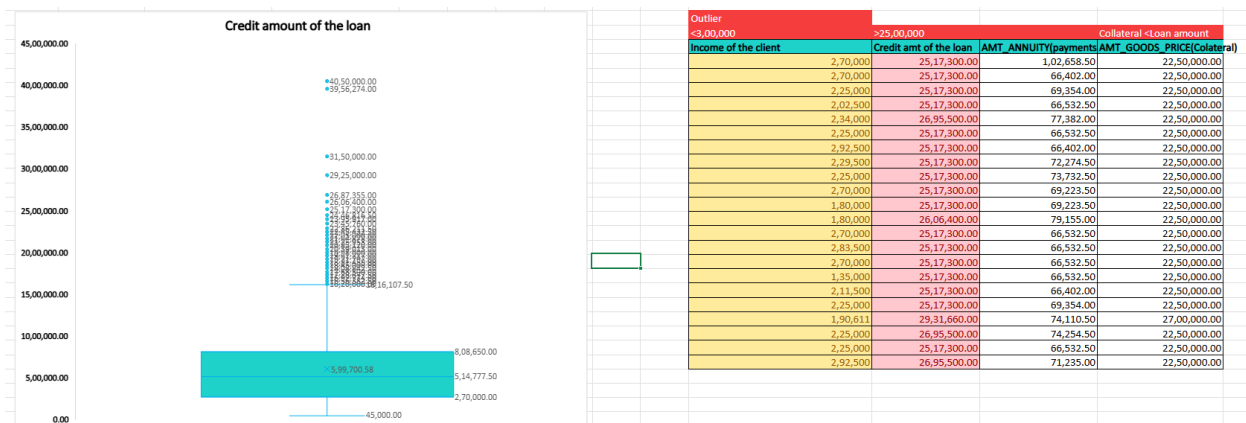 Credit amount of the loan
45,00,000.00
40,50,000.00
40,00,000.00
39,56,274.00
35,00,000.00
31,50,000.00
30,00,000.00
29,25,000.00
26,87,355.00
26,06,400.00
25,17,300.00
25,00,000.00
20,00,000.00
16,16,107.50
15,00,000.00
10,00,000.00
8,08,650.00
5,99,700.58
5,14,777.50
5,00,000.00
2,70,000.00
45,000.00
0.00
Outlier
<3,00,000 >25,00,000 Collateral <Loan amount
Income of the client Credit amt of the loan AMT_ANNUITY(payments AMT_GOODS_PRICE(Colateral)
2,70,000 25,17,300.00 1,02,658.50 22,50,000.00
2,70,000 25,17,300.00 66,402.00 22,50,000.00
2,25,000 25,17,300.00 69,354.00 22,50,000.00
2,02,500 25,17,300.00 66,532.50 22,50,000.00
2,34,000 26,95,500.00 77,382.00 22,50,000.00
2,25,000 25,17,300.00 66,532.50 22,50,000.00
2,92,500 25,17,300.00 66,402.00 22,50,000.00
2,29,500 25,17,300.00 72,274.50 22,50,000.00
2,25,000 25,17,300.00 73,732.50 22,50,000.00
2,70,000 25,17,300.00 69,223.50 22,50,000.00
1,80,000 25,17,300.00 69,223.50 22,50,000.00
1,80,000 26,06,400.00 79,155.00 22,50,000.00
2,70,000 25,17,300.00 66,532.50 22,50,000.00
2,83,500 25,17,300.00 66,532.50 22,50,000.00
2,70,000 25,17,300.00 66,532.50 22,50,000.00
1,35,000 25,17,300.00 66,532.50 22,50,000.00
2,11,500 25,17,300.00 66,402.00 22,50,000.00
2,25,000 25,17,300.00 69,354.00 22,50,000.00
1,90,611 29,31,660.00 74,110.50 27,00,000.00
2,25,000 26,95,500.00 74,254.50 22,50,000.00
2,25,000 25,17,300.00 66,532.50 22,50,000.00
2,92,500 26,95,500.00 71,235.00 22,50,000.00